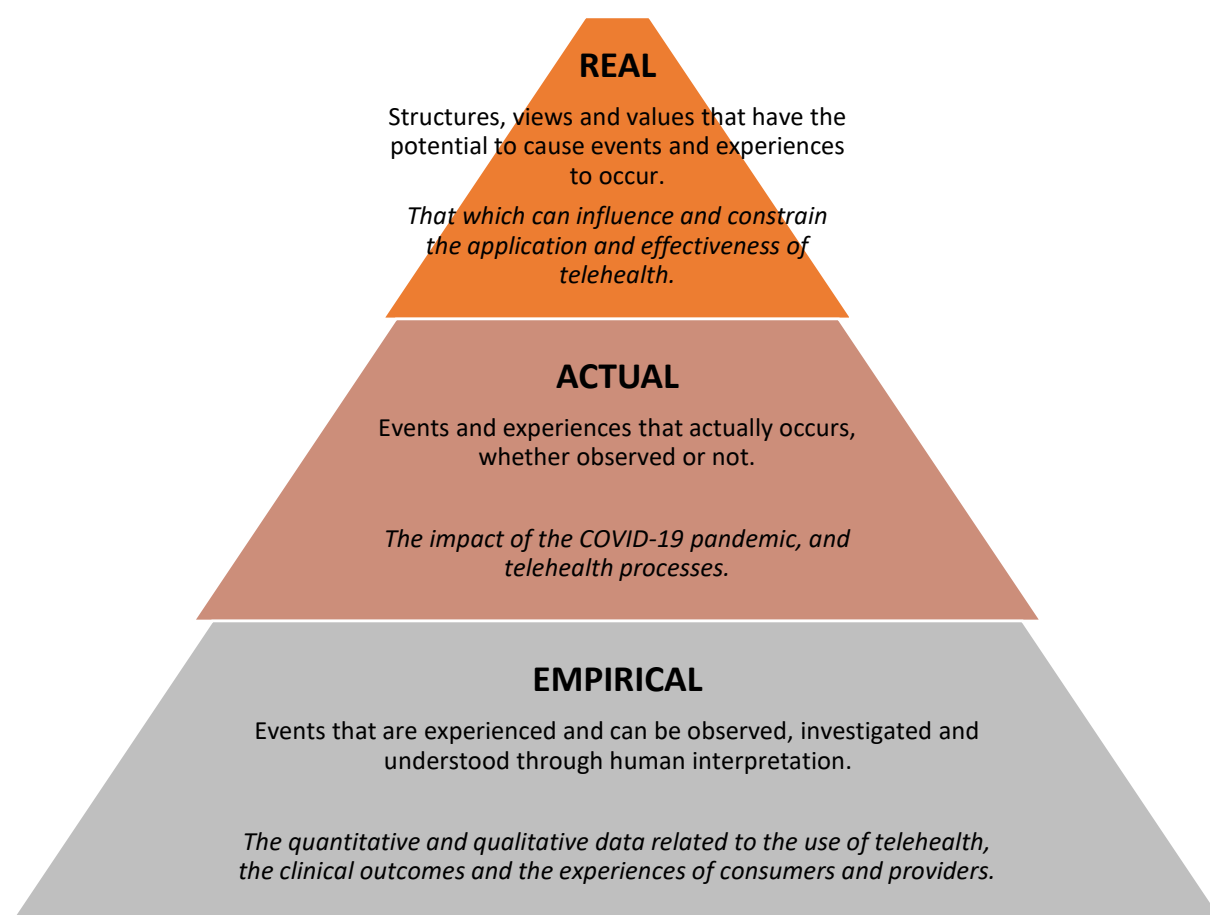 REAL
Structures, views and values that have the
potential to cause events and experiences
to occur.
That which can influence and constrain
the application and effectiveness of
telehealth.
ACTUAL
Events and experiences that actually occurs,
whether observed or not.
The impact of the COVID-19 pandemic, and
telehealth processes.
EMPIRICAL
Events that are experienced and can be observed, investigated and
understood through human interpretation.
The quantitative and qualitative data related to the use of telehealth,
the clinical outcomes and the experiences of consumers and providers.